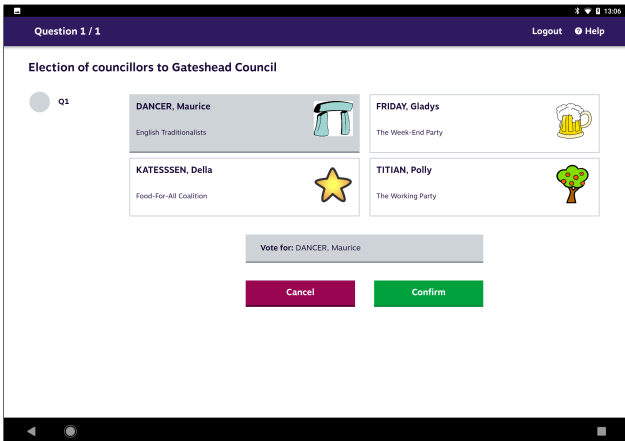 13:06
Question 1 / 1
Logout
? Help
Election of councillors to Gateshead Council
Q1
DANCER, Maurice
English Traditionalists
FRIDAY, Gladys
The Week-End Party
KATESSSEN, Della
Food-For-All Coalition
TITIAN, Polly
The Working Party
Vote for: DANCER, Maurice
Cancel
Confirm